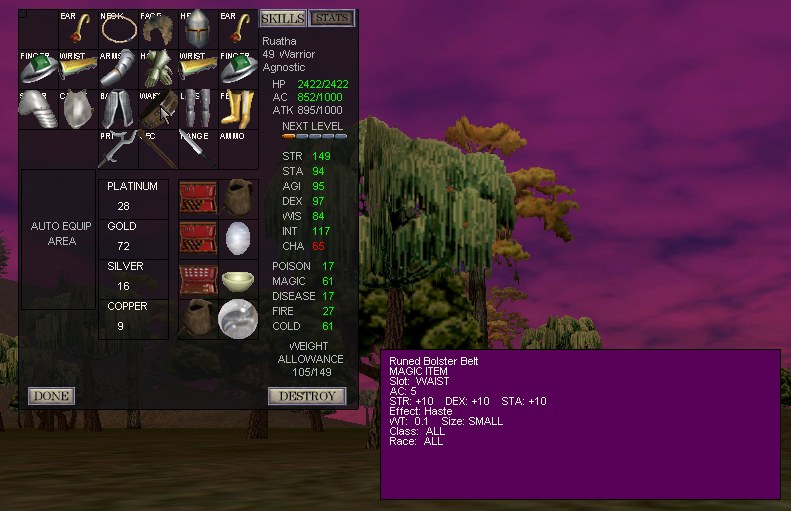 EAR NECK FACE HEAD EAR
FINGER WRIST ARMS HANDS WRIST FINGER
WAIST
RANGE AMMO
PLATINUM
28
GOLD
72
SILVER
16
COPPER
9
AUTO EQUIP
AREA
DONE
SKILLS STATS
Ruatha
49 Warrior
Agnostic
HP 2422/2422
AC 852/1000
ATK 895/1000
NEXT LEVEL
STR 149
STA 94
AGI 95
DEX 97
WIS 84
INT 117
CHA 65
POISON 17
MAGIC 61
DISEASE 17
FIRE 27
COLD 61
WEIGHT
ALLOWANCE
105/149
DESTROY
Runed Bolster Belt
MAGIC ITEM
Slot: WAIST
AC: 5
STR: +10 DEX: +10 STA: +10
Effect: Haste
WT: 0.1 Size: SMALL
Class: ALL
Race: ALL